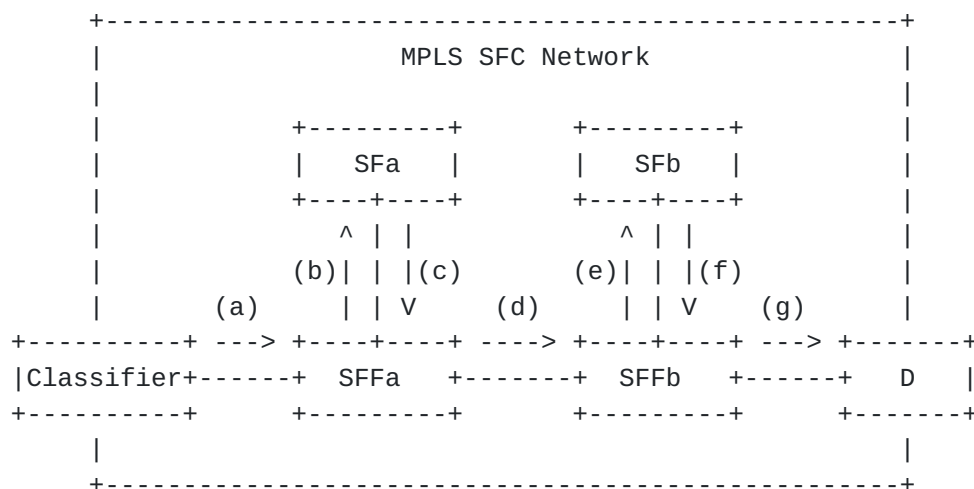 MPLS SFC Network
SFa SFb
(b) (c) (e) (f)
(a) V (d) V (g)
Classifier SFFa SFFb D